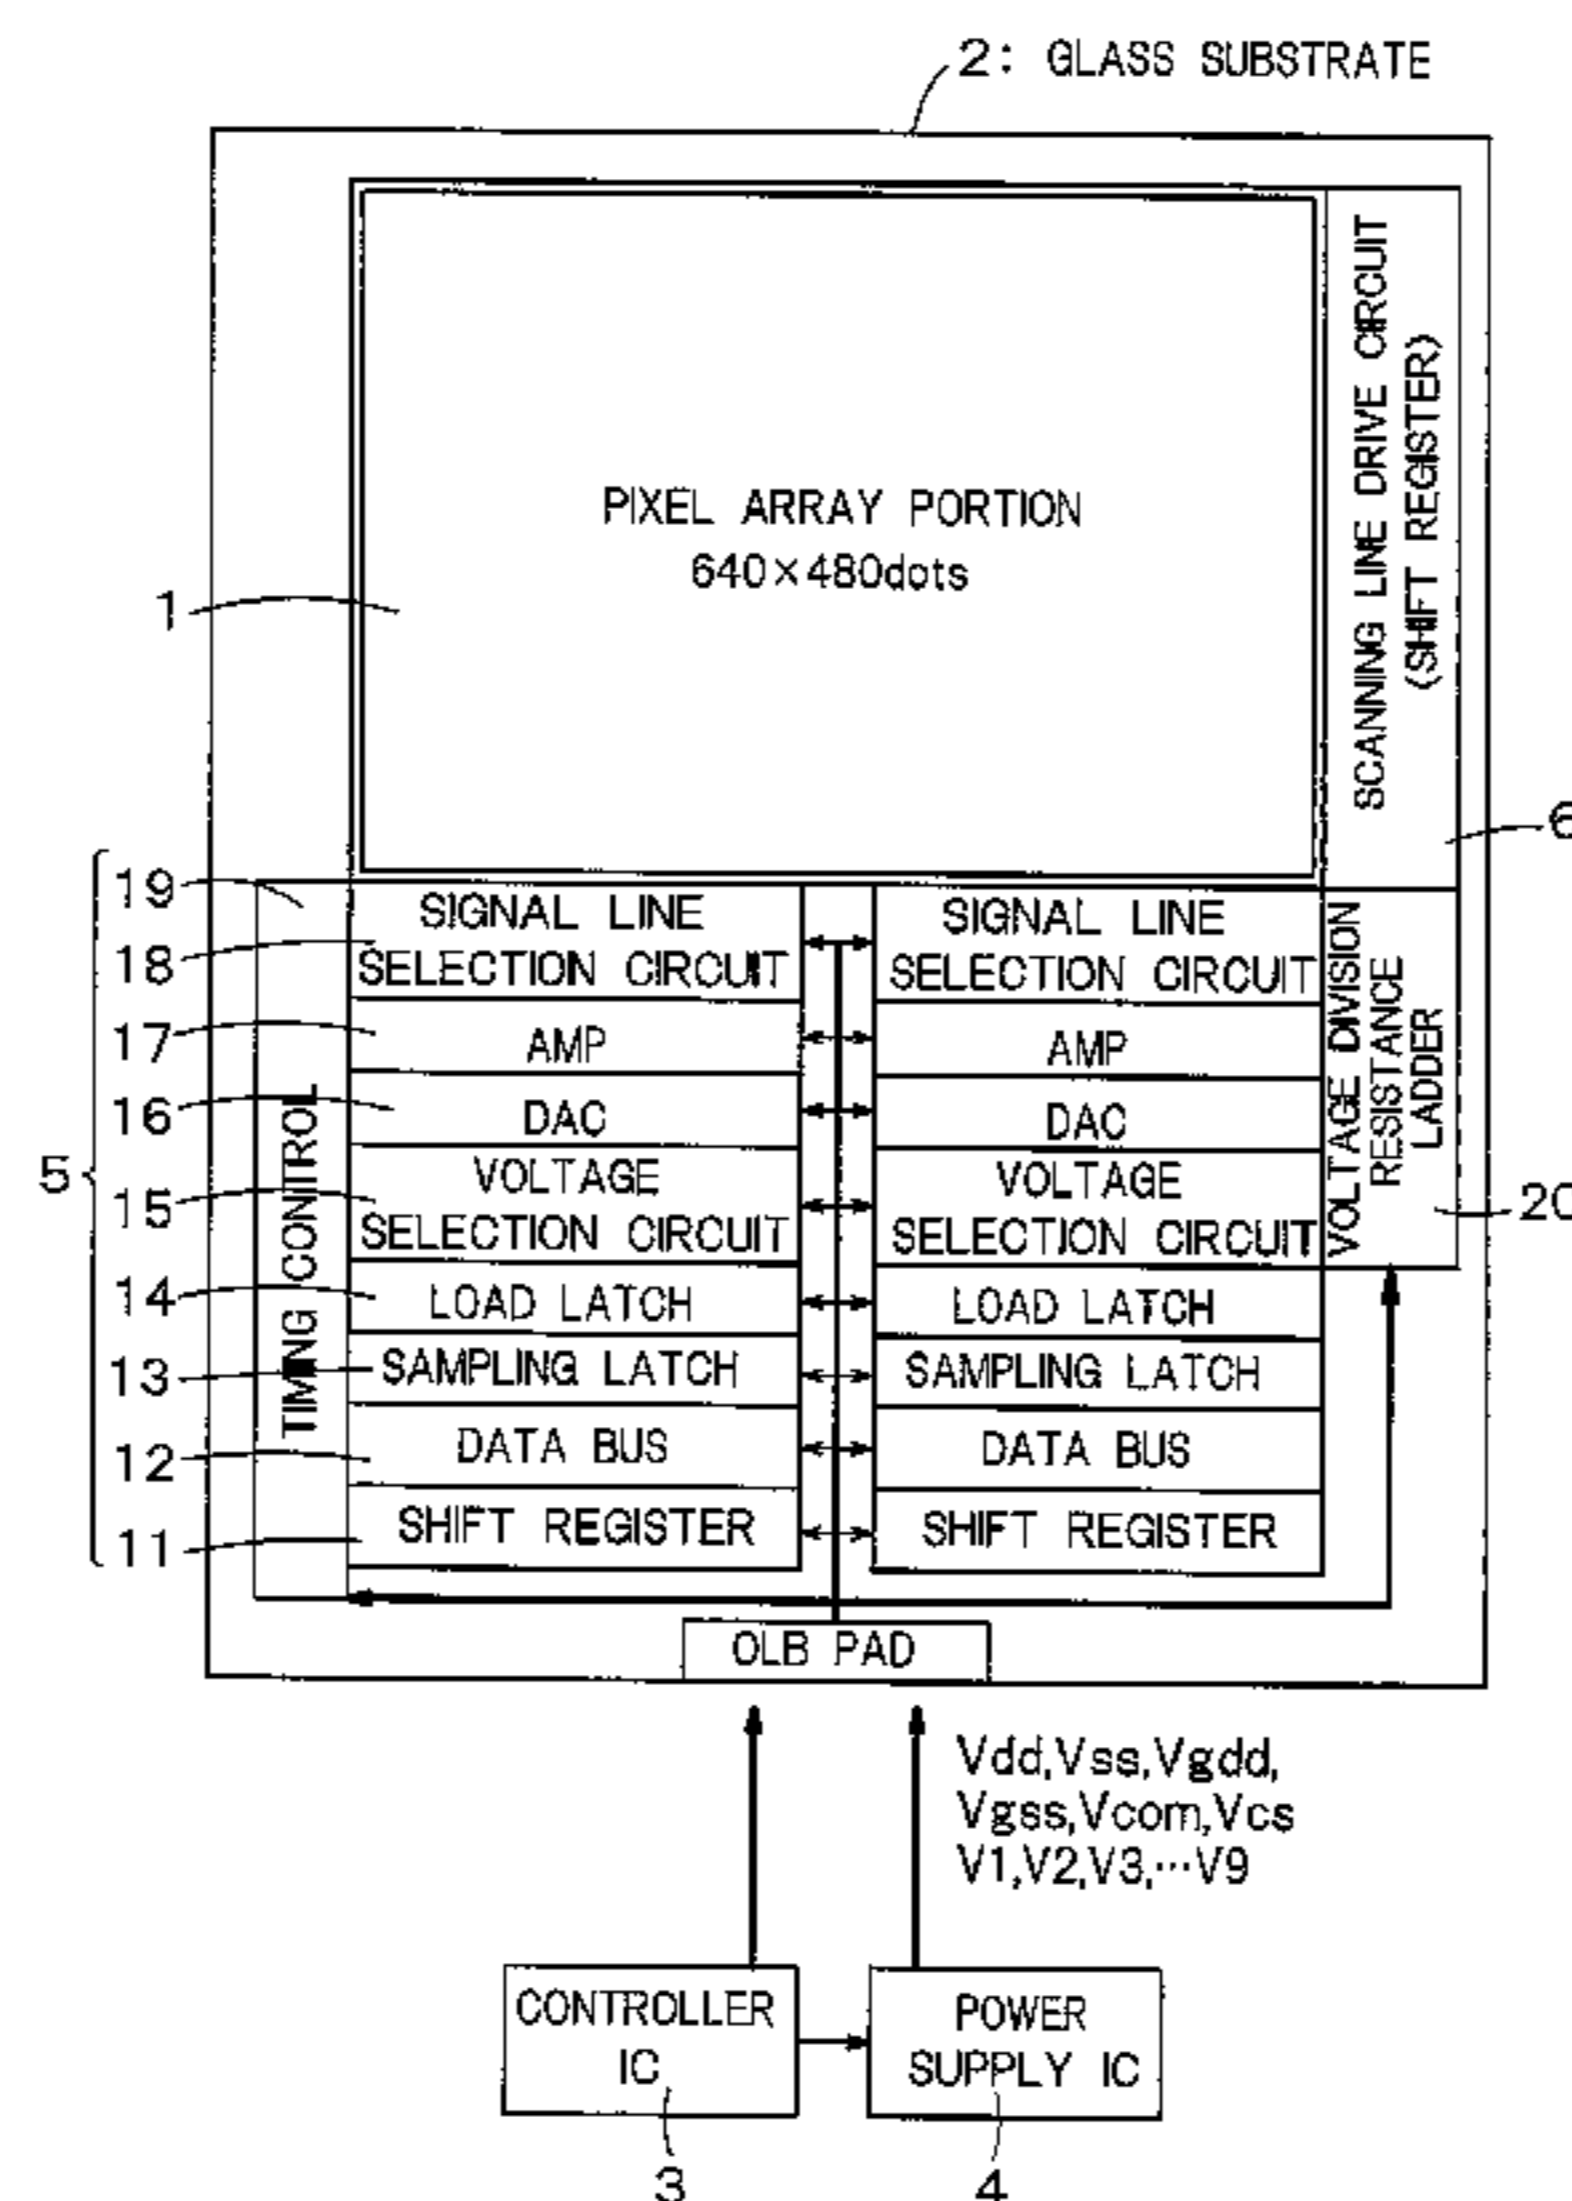 2: GLASS SUBSTRATE
PIXEL ARRAY PORTION
640×480dots
1
SCANNING LINE DRIVE CIRCUIT
(SHIFT REGISTER)
6
5
19
18
17
16
15
14
13
12
11
TIMING CONTROL
SIGNAL LINE
SELECTION CIRCUIT
AMP
DAC
VOLTAGE
SELECTION CIRCUIT
LOAD LATCH
SAMPLING LATCH
DATA BUS
SHIFT REGISTER
SIGNAL LINE
SELECTION CIRCUIT
AMP
DAC
VOLTAGE
SELECTION CIRCUIT
LOAD LATCH
SAMPLING LATCH
DATA BUS
SHIFT REGISTER
VOLTAGE DIVISION
RESISTANCE
LADDER
20
OLB PAD
Vdd,Vss,Vgdd,
Vgss,Vcom,Vcs
V1,V2,V3,···V9
CONTROLLER
IC
POWER
SUPPLY IC
3
4